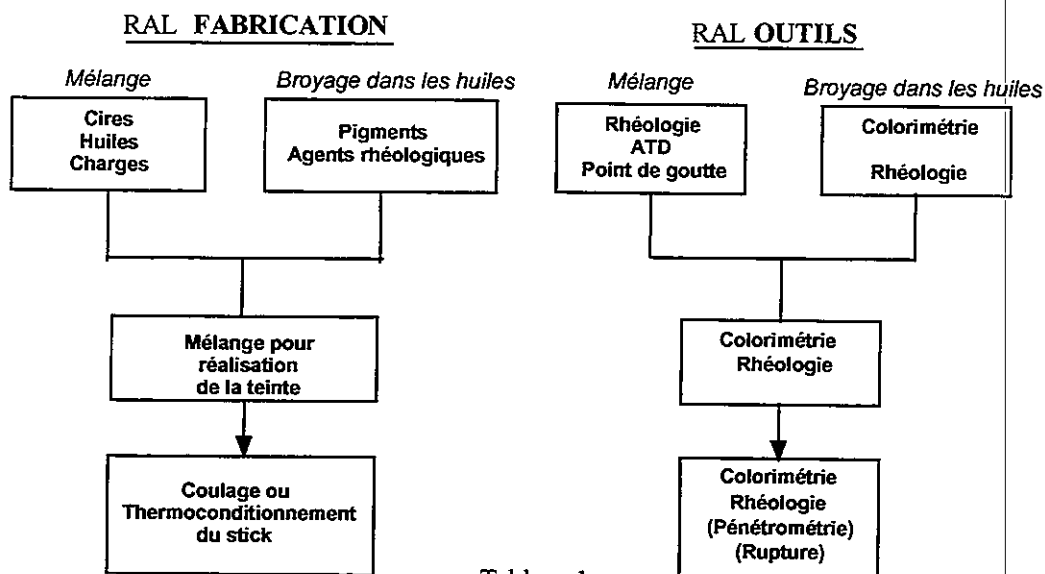 RAL FABRICATION
Mélange
Cires
Huiles
Charges
Broyage dans les huiles
Pigments
Agents rhéologiques
Mélange pour
réalisation
de la teinte
Coulage ou
Thermoconditionnement
du stick
RAL OUTILS
Mélange
Rhéologie
ATD
Point de goutte
Broyage dans les huiles
Colorimétrie
Rhéologie
Colorimétrie
Rhéologie
Colorimétrie
Rhéologie
(Pénétrométrie)
(Rupture)